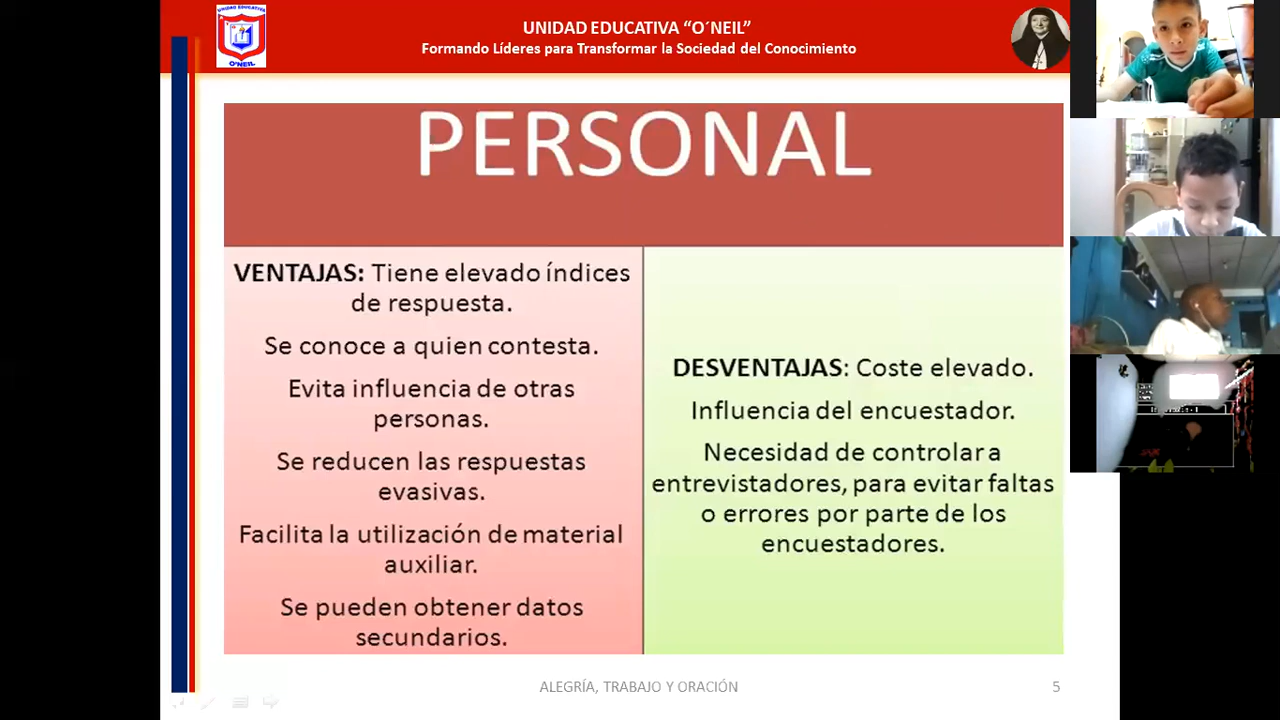 UNIDAD EDUCATIVA
O'NEIL
UNIDAD EDUCATIVA “O´NEIL”
Formando Líderes para Transformar la Sociedad del Conocimiento
PERSONAL
VENTAJAS: Tiene elevado índices
de respuesta.
Se conoce a quien contesta.
Evita influencia de otras
personas.
Se reducen las respuestas
evasivas.
Facilita la utilización de material
auxiliar.
Se pueden obtener datos
secundarios.
DESVENTAJAS: Coste elevado.
Influencia del encuestador.
Necesidad de controlar a
entrevistadores, para evitar faltas
o errores por parte de los
encuestadores.
ALEGRÍA, TRABAJO Y ORACIÓN
5